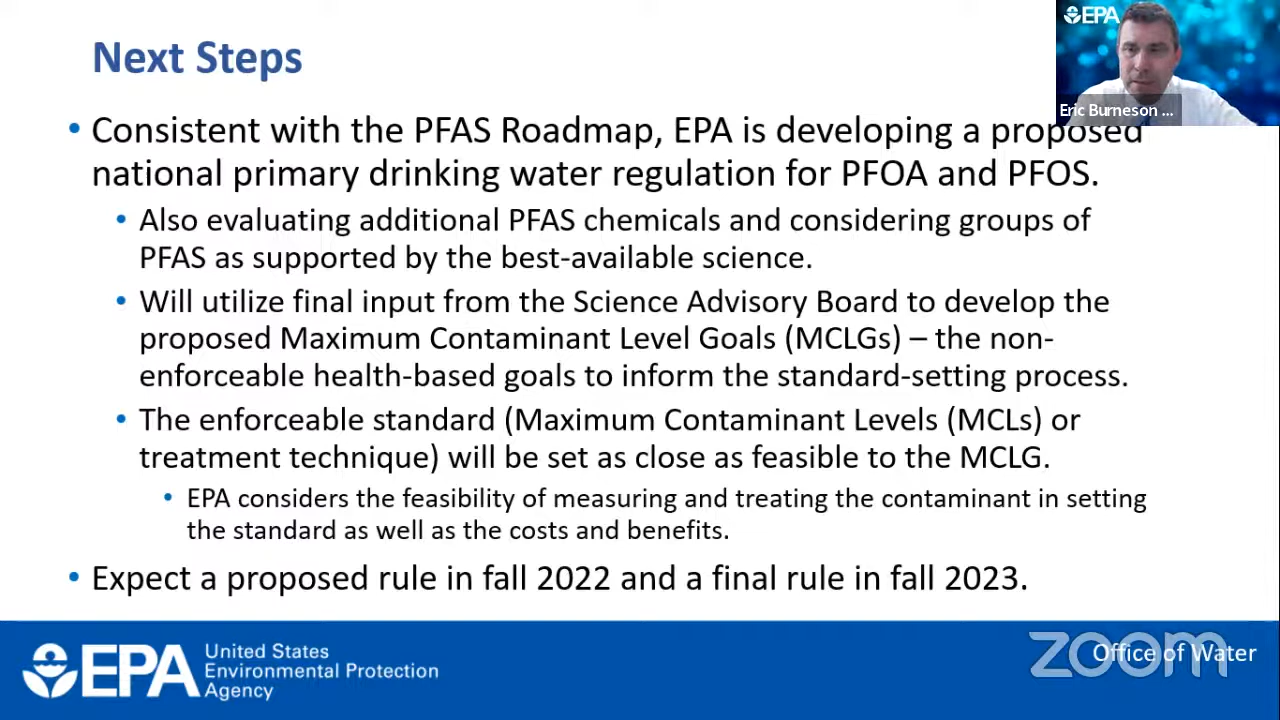 Next Steps
EPA
Eric Burneson ...
• Consistent with the PFAS Roadmap, EPA is developing a proposed
national primary drinking water regulation for PFOA and PFOS.
• Also evaluating additional PFAS chemicals and considering groups of
PFAS as supported by the best-available science.
• Will utilize final input from the Science Advisory Board to develop the
proposed Maximum Contaminant Level Goals (MCLGs) – the non-
enforceable health-based goals to inform the standard-setting process.
• The enforceable standard (Maximum Contaminant Levels (MCLs) or
treatment technique) will be set as close as feasible to the MCLG.
• EPA considers the feasibility of measuring and treating the contaminant in setting
the standard as well as the costs and benefits.
• Expect a proposed rule in fall 2022 and a final rule in fall 2023.
EPA
United States
Environmental Protection
Agency
zoom
Office of Water